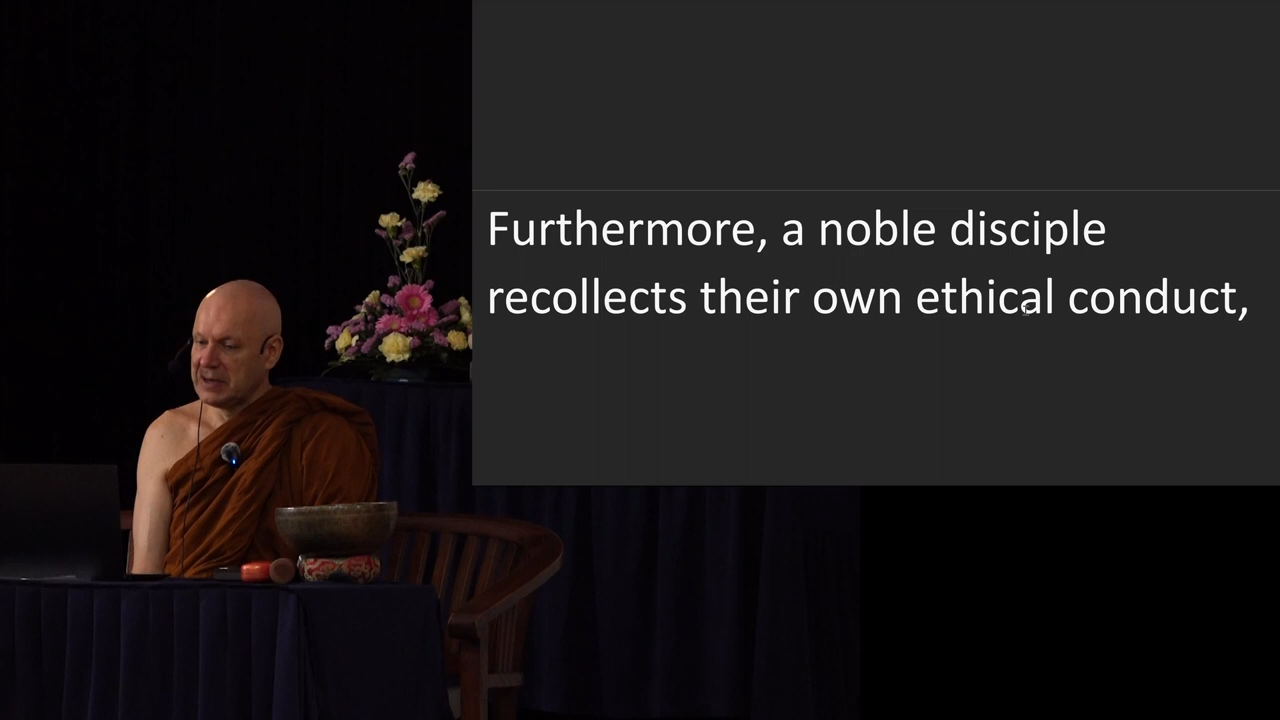 Furthermore, a noble disciple
recollects their own ethical conduct,